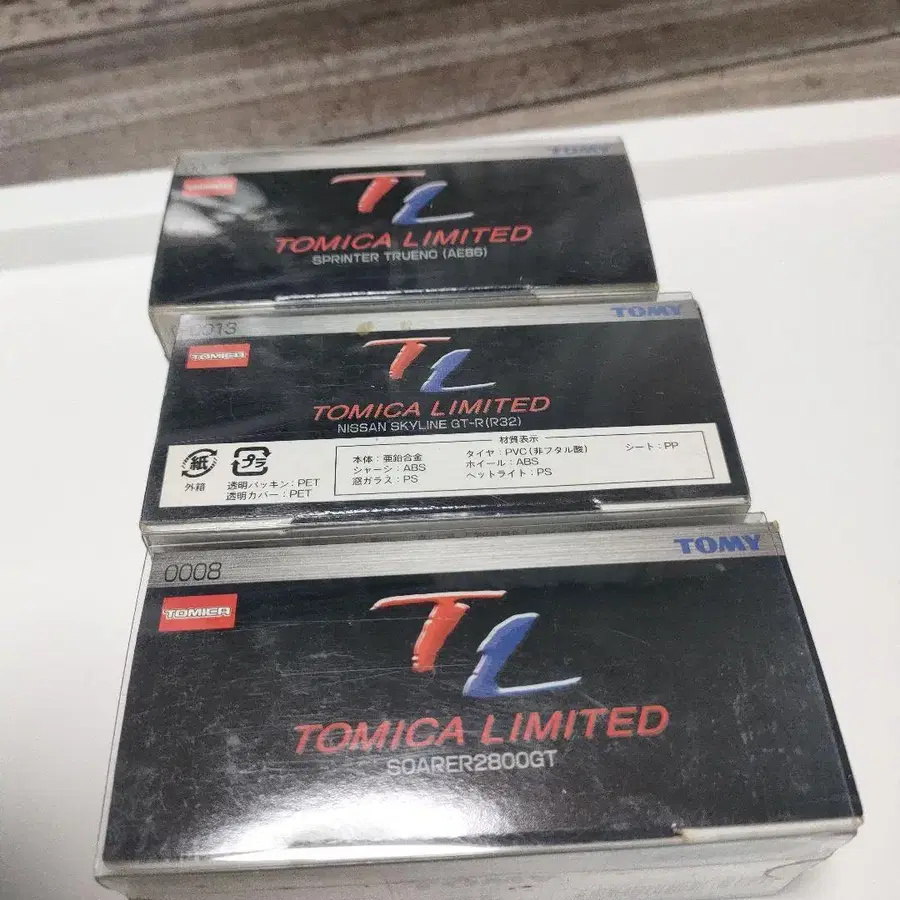 TOMY
TOMICA
TL
TOMICA LIMITED
SPRINTER TRUENO (AE86)
0013
TOMY
TOMICA
TL
TOMICA LIMITED
NISSAN SKYLINE GT-R(R32)
紙
外箱
プラ
透明パッキン:PET
透明カバー:PET
材質表示
本体:亜鉛合金
シャーシ:ABS
窓ガラス:PS
タイヤ:PVC(非フタル酸)
ホイール:ABS
ヘットライト:PS
シート:PP
0008
TOMY
TOMICA
TL
TOMICA LIMITED
SOARER2800GT